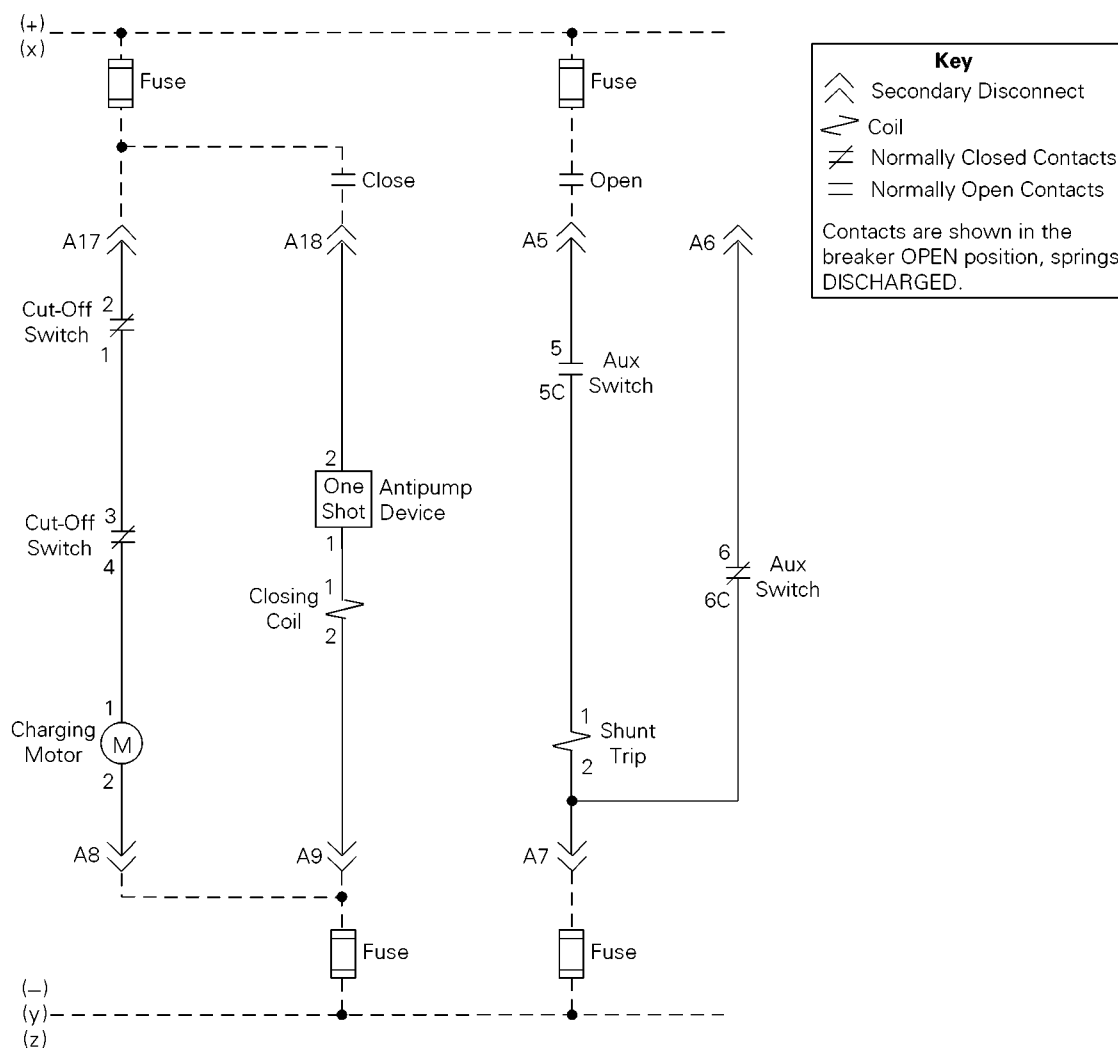 (+)
(x)
Fuse
Fuse
Key
Secondary Disconnect
Coil
Normally Closed Contacts
Normally Open Contacts
Contacts are shown in the
breaker OPEN position, springs
DISCHARGED.
Close
Open
A17
A18
A5
A6
2
Cut-Off
Switch
1
5
Aux
Switch
5C
2
One
Shot
Antipump
Device
1
3
Cut-Off
Switch
4
6
Aux
Switch
6C
1
Closing
Coil
2
1
Charging
Motor
M
2
1
Shunt
Trip
2
A8
A9
A7
Fuse
Fuse
(–)
(y)
(z)